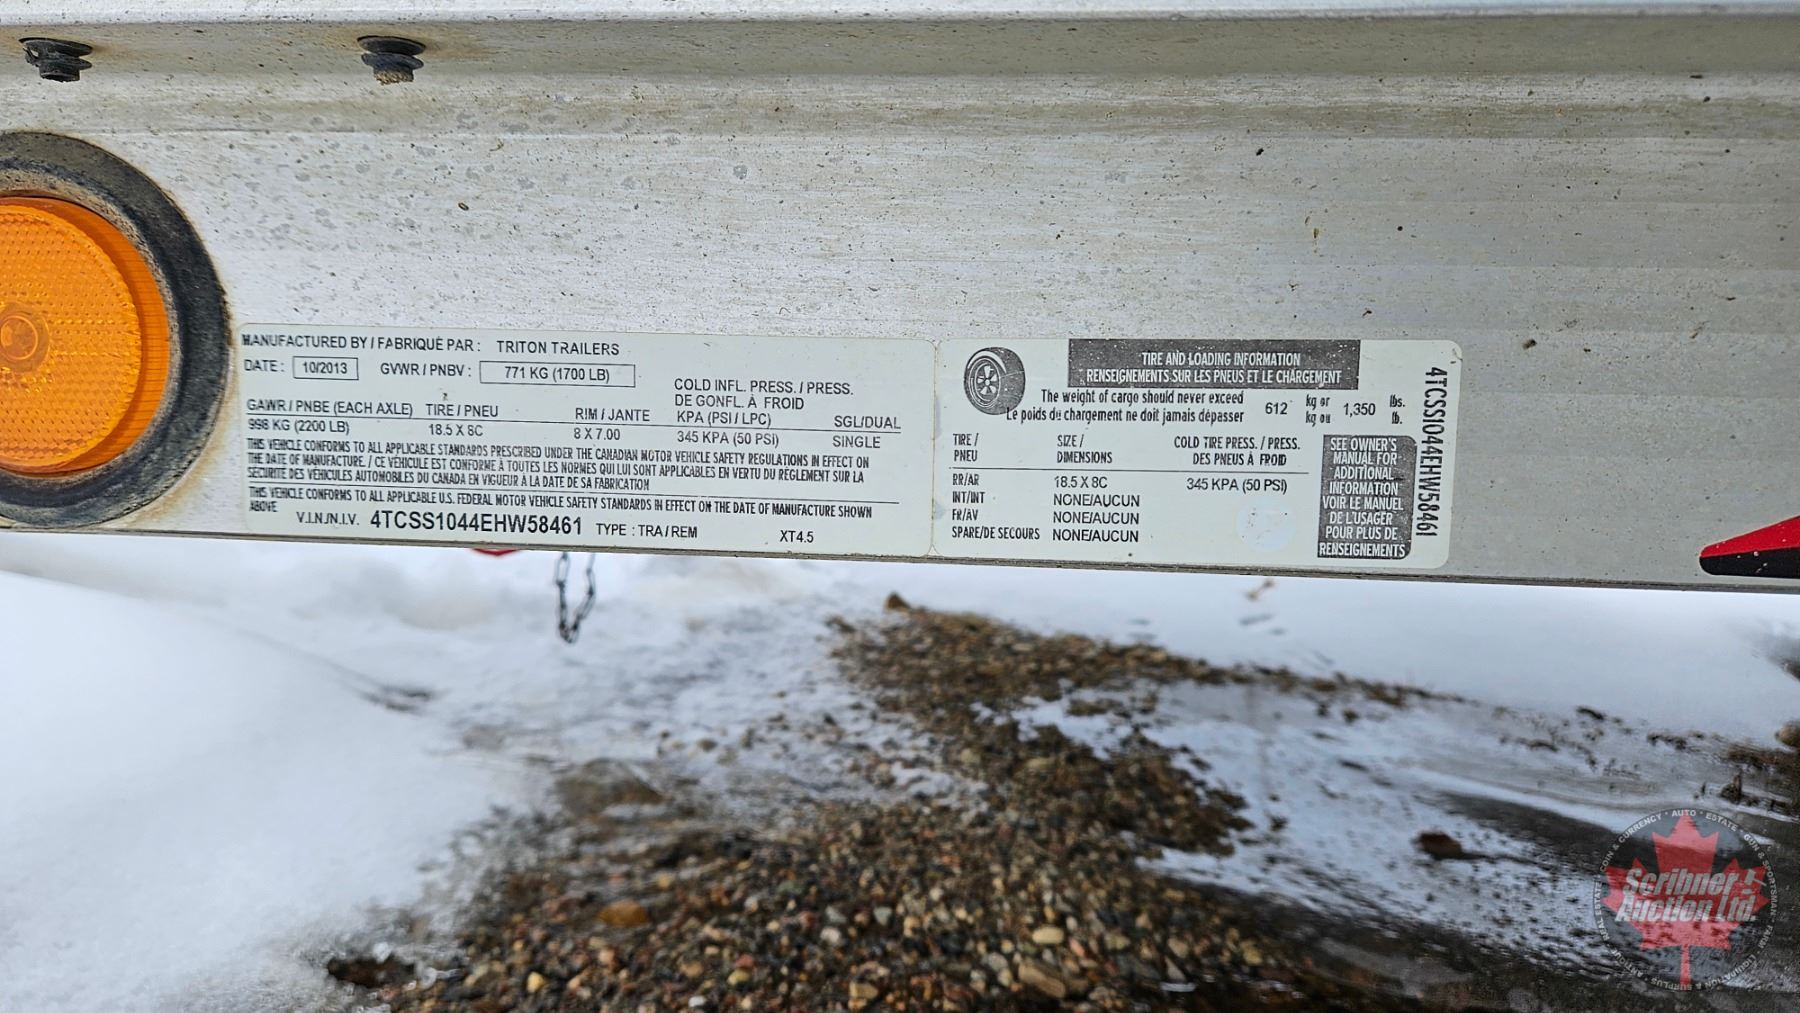 MANUFACTURED BY / FABRIQUÉ PAR : TRITON TRAILERS
DATE : 10/2013 GVWR / PNBV : 771 KG (1700 LB)
COLD INFL. PRESS. / PRESS.
DE GONFL. À FROID
GAWR / PNBE (EACH AXLE) TIRE / PNEU RIM / JANTE KPA (PSI / LPC) SGL/DUAL
998 KG (2200 LB) 18.5 X 8C 8 X 7.00 345 KPA (50 PSI) SINGLE
THIS VEHICLE CONFORMS TO ALL APPLICABLE STANDARDS PRESCRIBED UNDER THE CANADIAN MOTOR VEHICLE SAFETY REGULATIONS IN EFFECT ON
THE DATE OF MANUFACTURE. / CE VEHICULE EST CONFORME À TOUTES LES NORMES QUI LUI SONT APPLICABLES EN VERTU DU RÉGLEMENT SUR LA
SÉCURITÉ DES VÉHICULES AUTOMOBILES DU CANADA EN VIGUEUR À LA DATE DE SA FABRICATION
THIS VEHICLE CONFORMS TO ALL APPLICABLE U.S. FEDERAL MOTOR VEHICLE SAFETY STANDARDS IN EFFECT ON THE DATE OF MANUFACTURE SHOWN
ABOVE
V.I.N./N.I.V. 4TCSS1044EHW58461 TYPE : TRA / REM XT4.5
TIRE AND LOADING INFORMATION
RENSEIGNEMENTS SUR LES PNEUS ET LE CHARGEMENT
The weight of cargo should never exceed
Le poids du chargement ne doit jamais dépasser
612 kg or 1,350 lbs.
kg ou lb.
TIRE / SIZE / COLD TIRE PRESS. / PRESS.
PNEU DIMENSIONS DES PNEUS À FROID
RR/AR 18.5 X 8C 345 KPA (50 PSI)
INT/INT NONE/AUCUN
FR/AV NONE/AUCUN
SPARE/DE SECOURS NONE/AUCUN
SEE OWNER'S
MANUAL FOR
ADDITIONAL
INFORMATION
VOIR LE MANUEL
DE L'USAGER
POUR PLUS DE
RENSEIGNEMENTS
4TCSS1044EHW58461
Scribner
Auction Ltd.